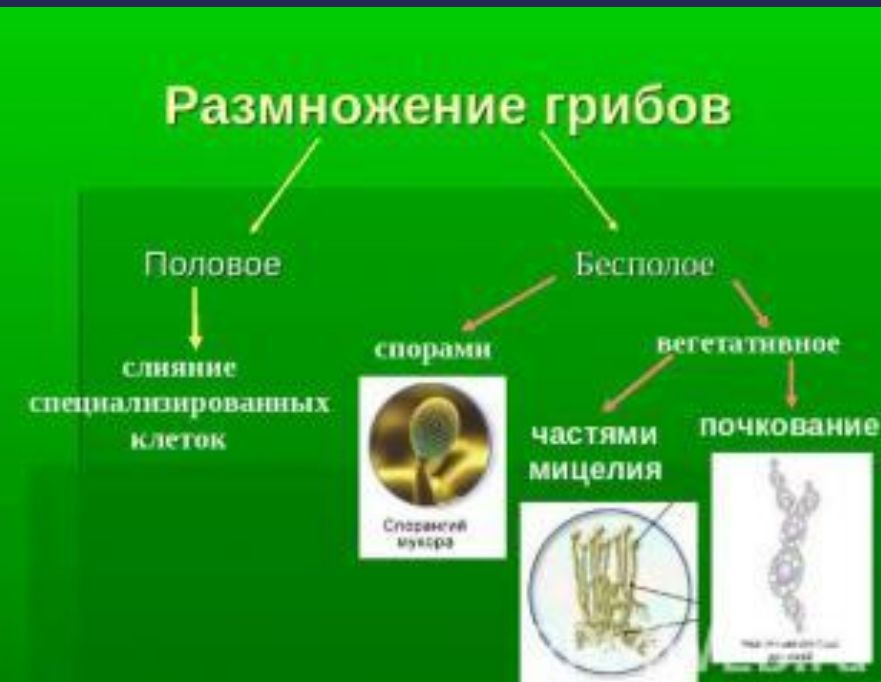 Размножение грибов
Половое
Бесполое
слияние
специализированных
клеток
спорами
вегетативное
частями
мицелия
почкование
Спорангий
мукора